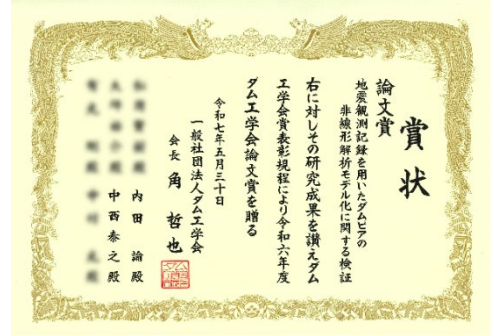 賞状
論文賞
地震観測記録を用いたダムピアの
非線形解析モデル化に関する検証
右に対しその研究成果を讃えダム
工学会賞表彰規程により令和六年度
ダム工学会論文賞を贈る
令和七年五月三十日
一般社団法人ダム工学会
会長 角 哲也
内田 諭殿
中西泰之殿